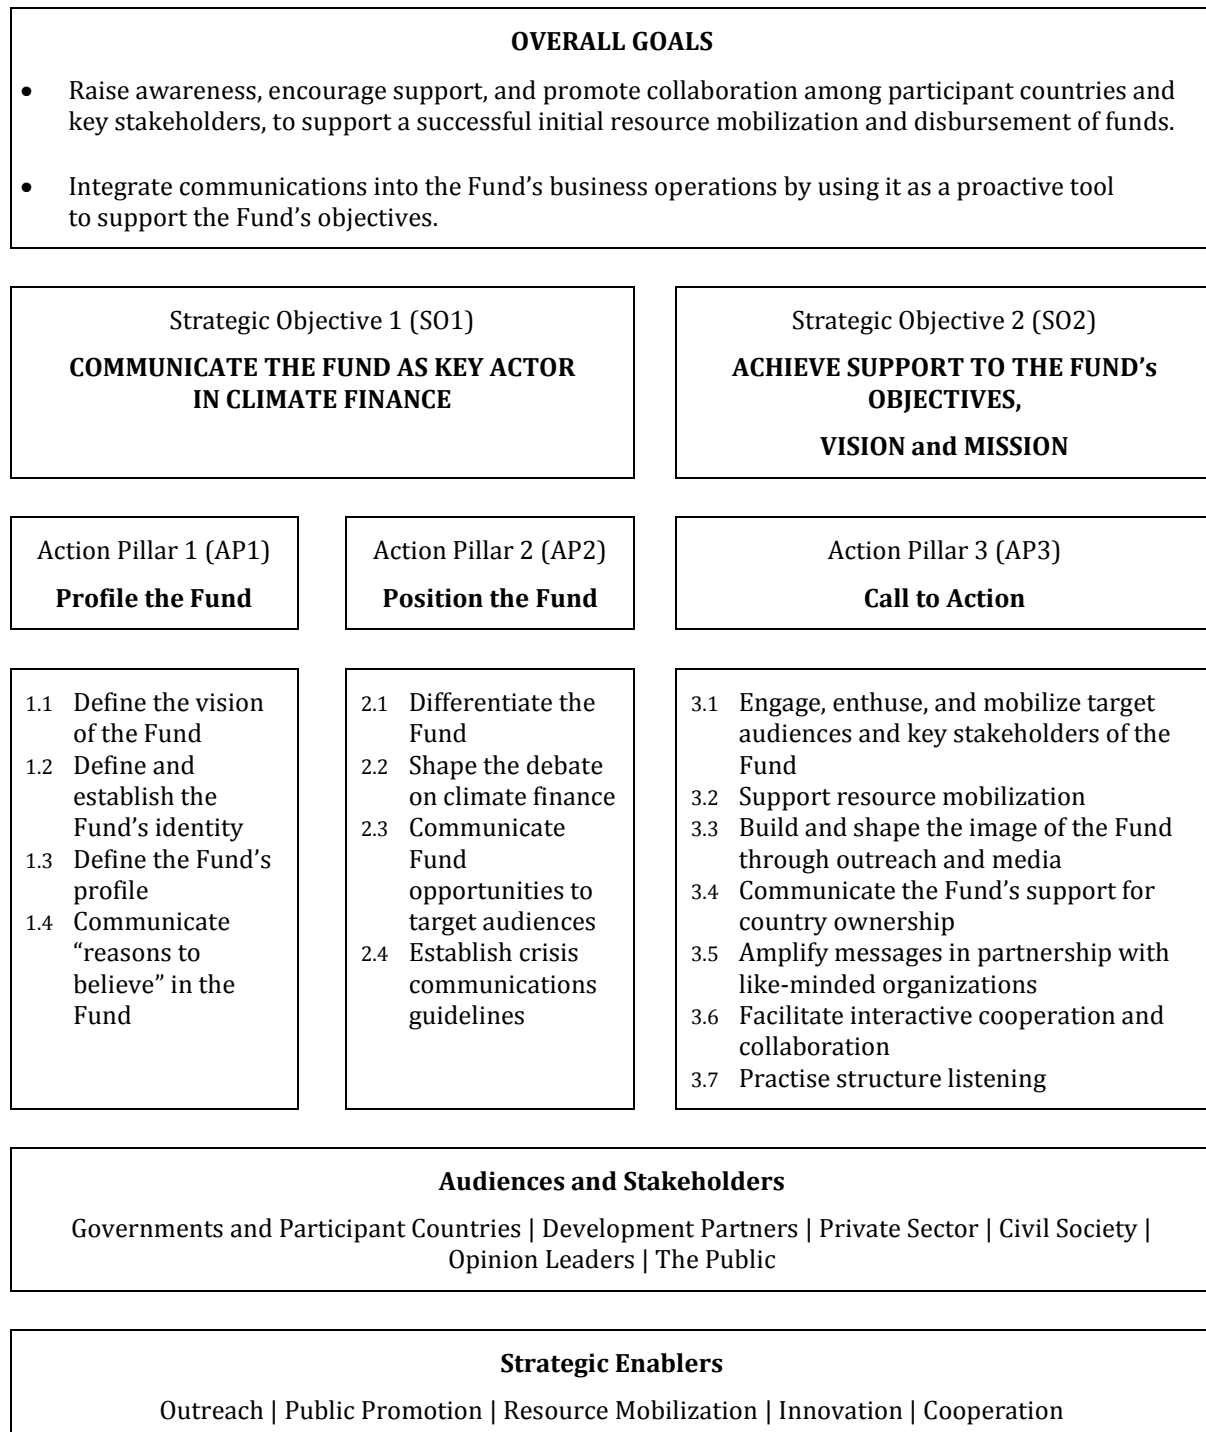 OVERALL GOALS
• Raise awareness, encourage support, and promote collaboration among participant countries and
key stakeholders, to support a successful initial resource mobilization and disbursement of funds.
• Integrate communications into the Fund’s business operations by using it as a proactive tool
to support the Fund’s objectives.
Strategic Objective 1 (SO1)
COMMUNICATE THE FUND AS KEY ACTOR
IN CLIMATE FINANCE
Strategic Objective 2 (SO2)
ACHIEVE SUPPORT TO THE FUND’s
OBJECTIVES,
VISION and MISSION
Action Pillar 1 (AP1)
Profile the Fund
Action Pillar 2 (AP2)
Position the Fund
Action Pillar 3 (AP3)
Call to Action
1.1 Define the vision
of the Fund
1.2 Define and
establish the
Fund’s identity
1.3 Define the Fund’s
profile
1.4 Communicate
“reasons to
believe” in the
Fund
2.1 Differentiate the
Fund
2.2 Shape the debate
on climate finance
2.3 Communicate
Fund
opportunities to
target audiences
2.4 Establish crisis
communications
guidelines
3.1 Engage, enthuse, and mobilize target
audiences and key stakeholders of the
Fund
3.2 Support resource mobilization
3.3 Build and shape the image of the Fund
through outreach and media
3.4 Communicate the Fund’s support for
country ownership
3.5 Amplify messages in partnership with
like-minded organizations
3.6 Facilitate interactive cooperation and
collaboration
3.7 Practise structure listening
Audiences and Stakeholders
Governments and Participant Countries | Development Partners | Private Sector | Civil Society |
Opinion Leaders | The Public
Strategic Enablers
Outreach | Public Promotion | Resource Mobilization | Innovation | Cooperation